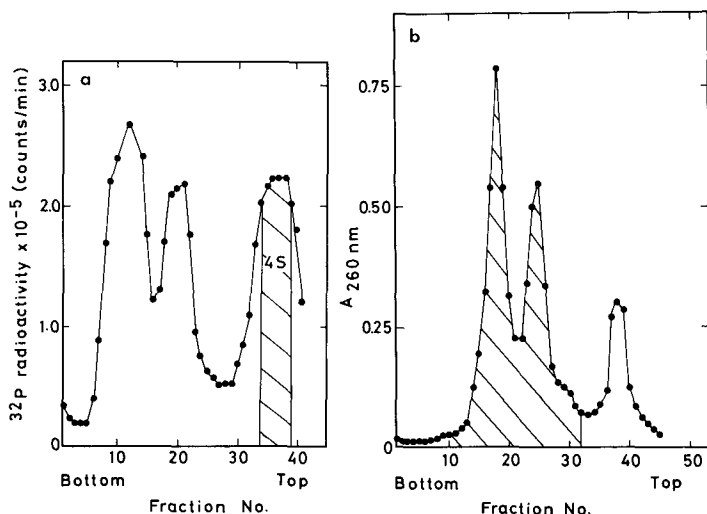 a
3.0
2.0
1.0
0
4S
10
20
30
40
Bottom
Top
Fraction No.
32P radioactivity x 10-5 (counts/min)
b
0.75
0.50
0.25
0
10
20
30
40
50
Bottom
Top
Fraction No.
A 260 nm